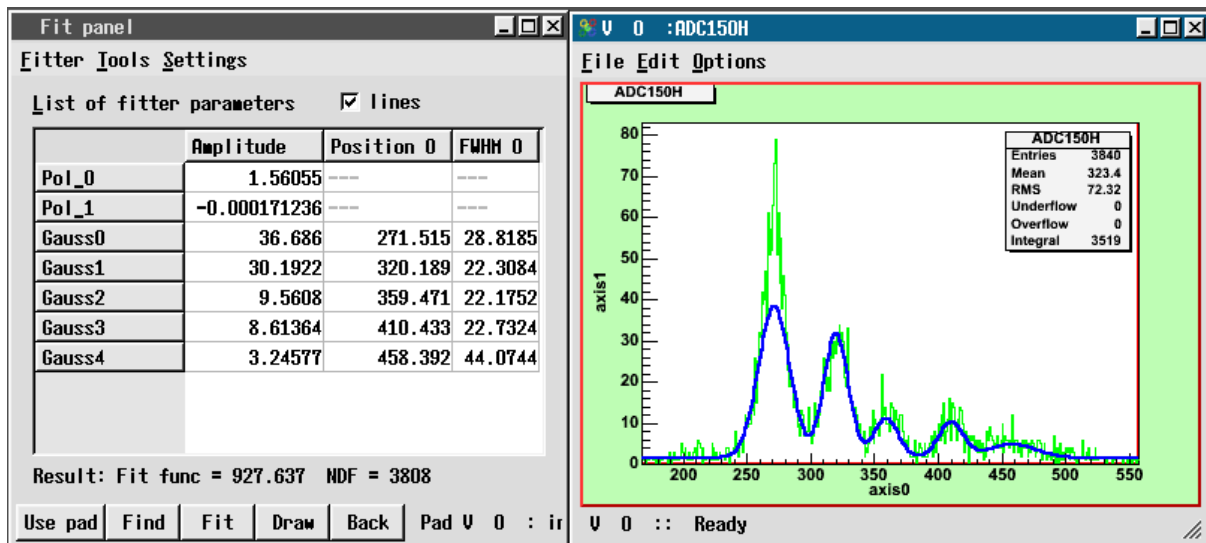 Fit panel
Fitter Tools Settings
List of fitter parameters lines
Amplitude Position 0 FWHM 0
Pol_0 1.56055 --- ---
Pol_1 -0.000171236 --- ---
Gauss0 36.686 271.515 28.8185
Gauss1 30.1922 320.189 22.3084
Gauss2 9.5608 359.471 22.1752
Gauss3 8.61364 410.433 22.7324
Gauss4 3.24577 458.392 44.0744
Result: Fit func = 927.637 NDF = 3808
Use pad Find Fit Draw Back Pad V 0 : in
V 0 :ADC150H
File Edit Options
ADC150H
80
70
60
50
40
30
20
10
0
axis1
ADC150H
Entries 3840
Mean 323.4
RMS 72.32
Underflow 0
Overflow 0
Integral 3519
200 250 300 350 400 450 500 550
axis0
V 0 :: Ready